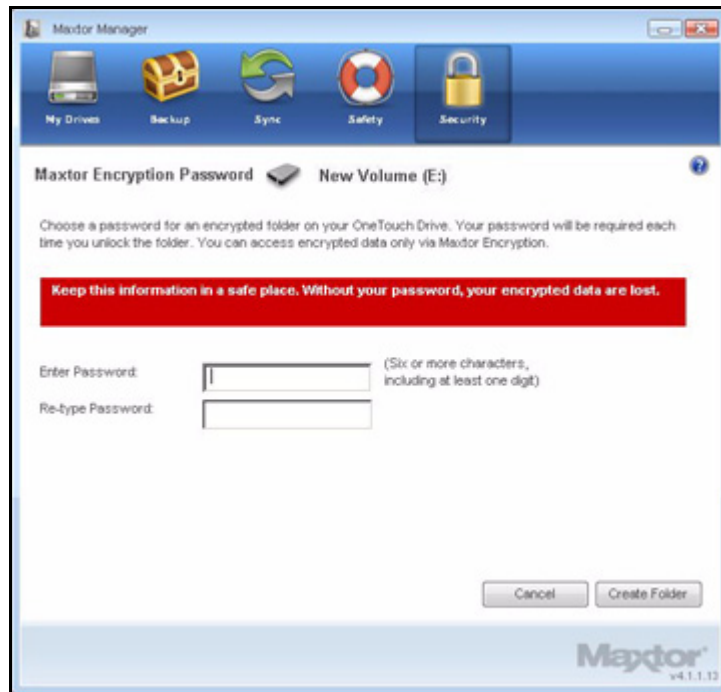 Maxtor Manager
My Drives Backup Sync Safety Security
Maxtor Encryption Password New Volume (E:)
Choose a password for an encrypted folder on your OneTouch Drive. Your password will be required each
time you unlock the folder. You can access encrypted data only via Maxtor Encryption.
Keep this information in a safe place. Without your password, your encrypted data are lost.
Enter Password: (Six or more characters,
including at least one digit)
Re-type Password:
Cancel Create Folder
Maxtor
v4.1.1.13